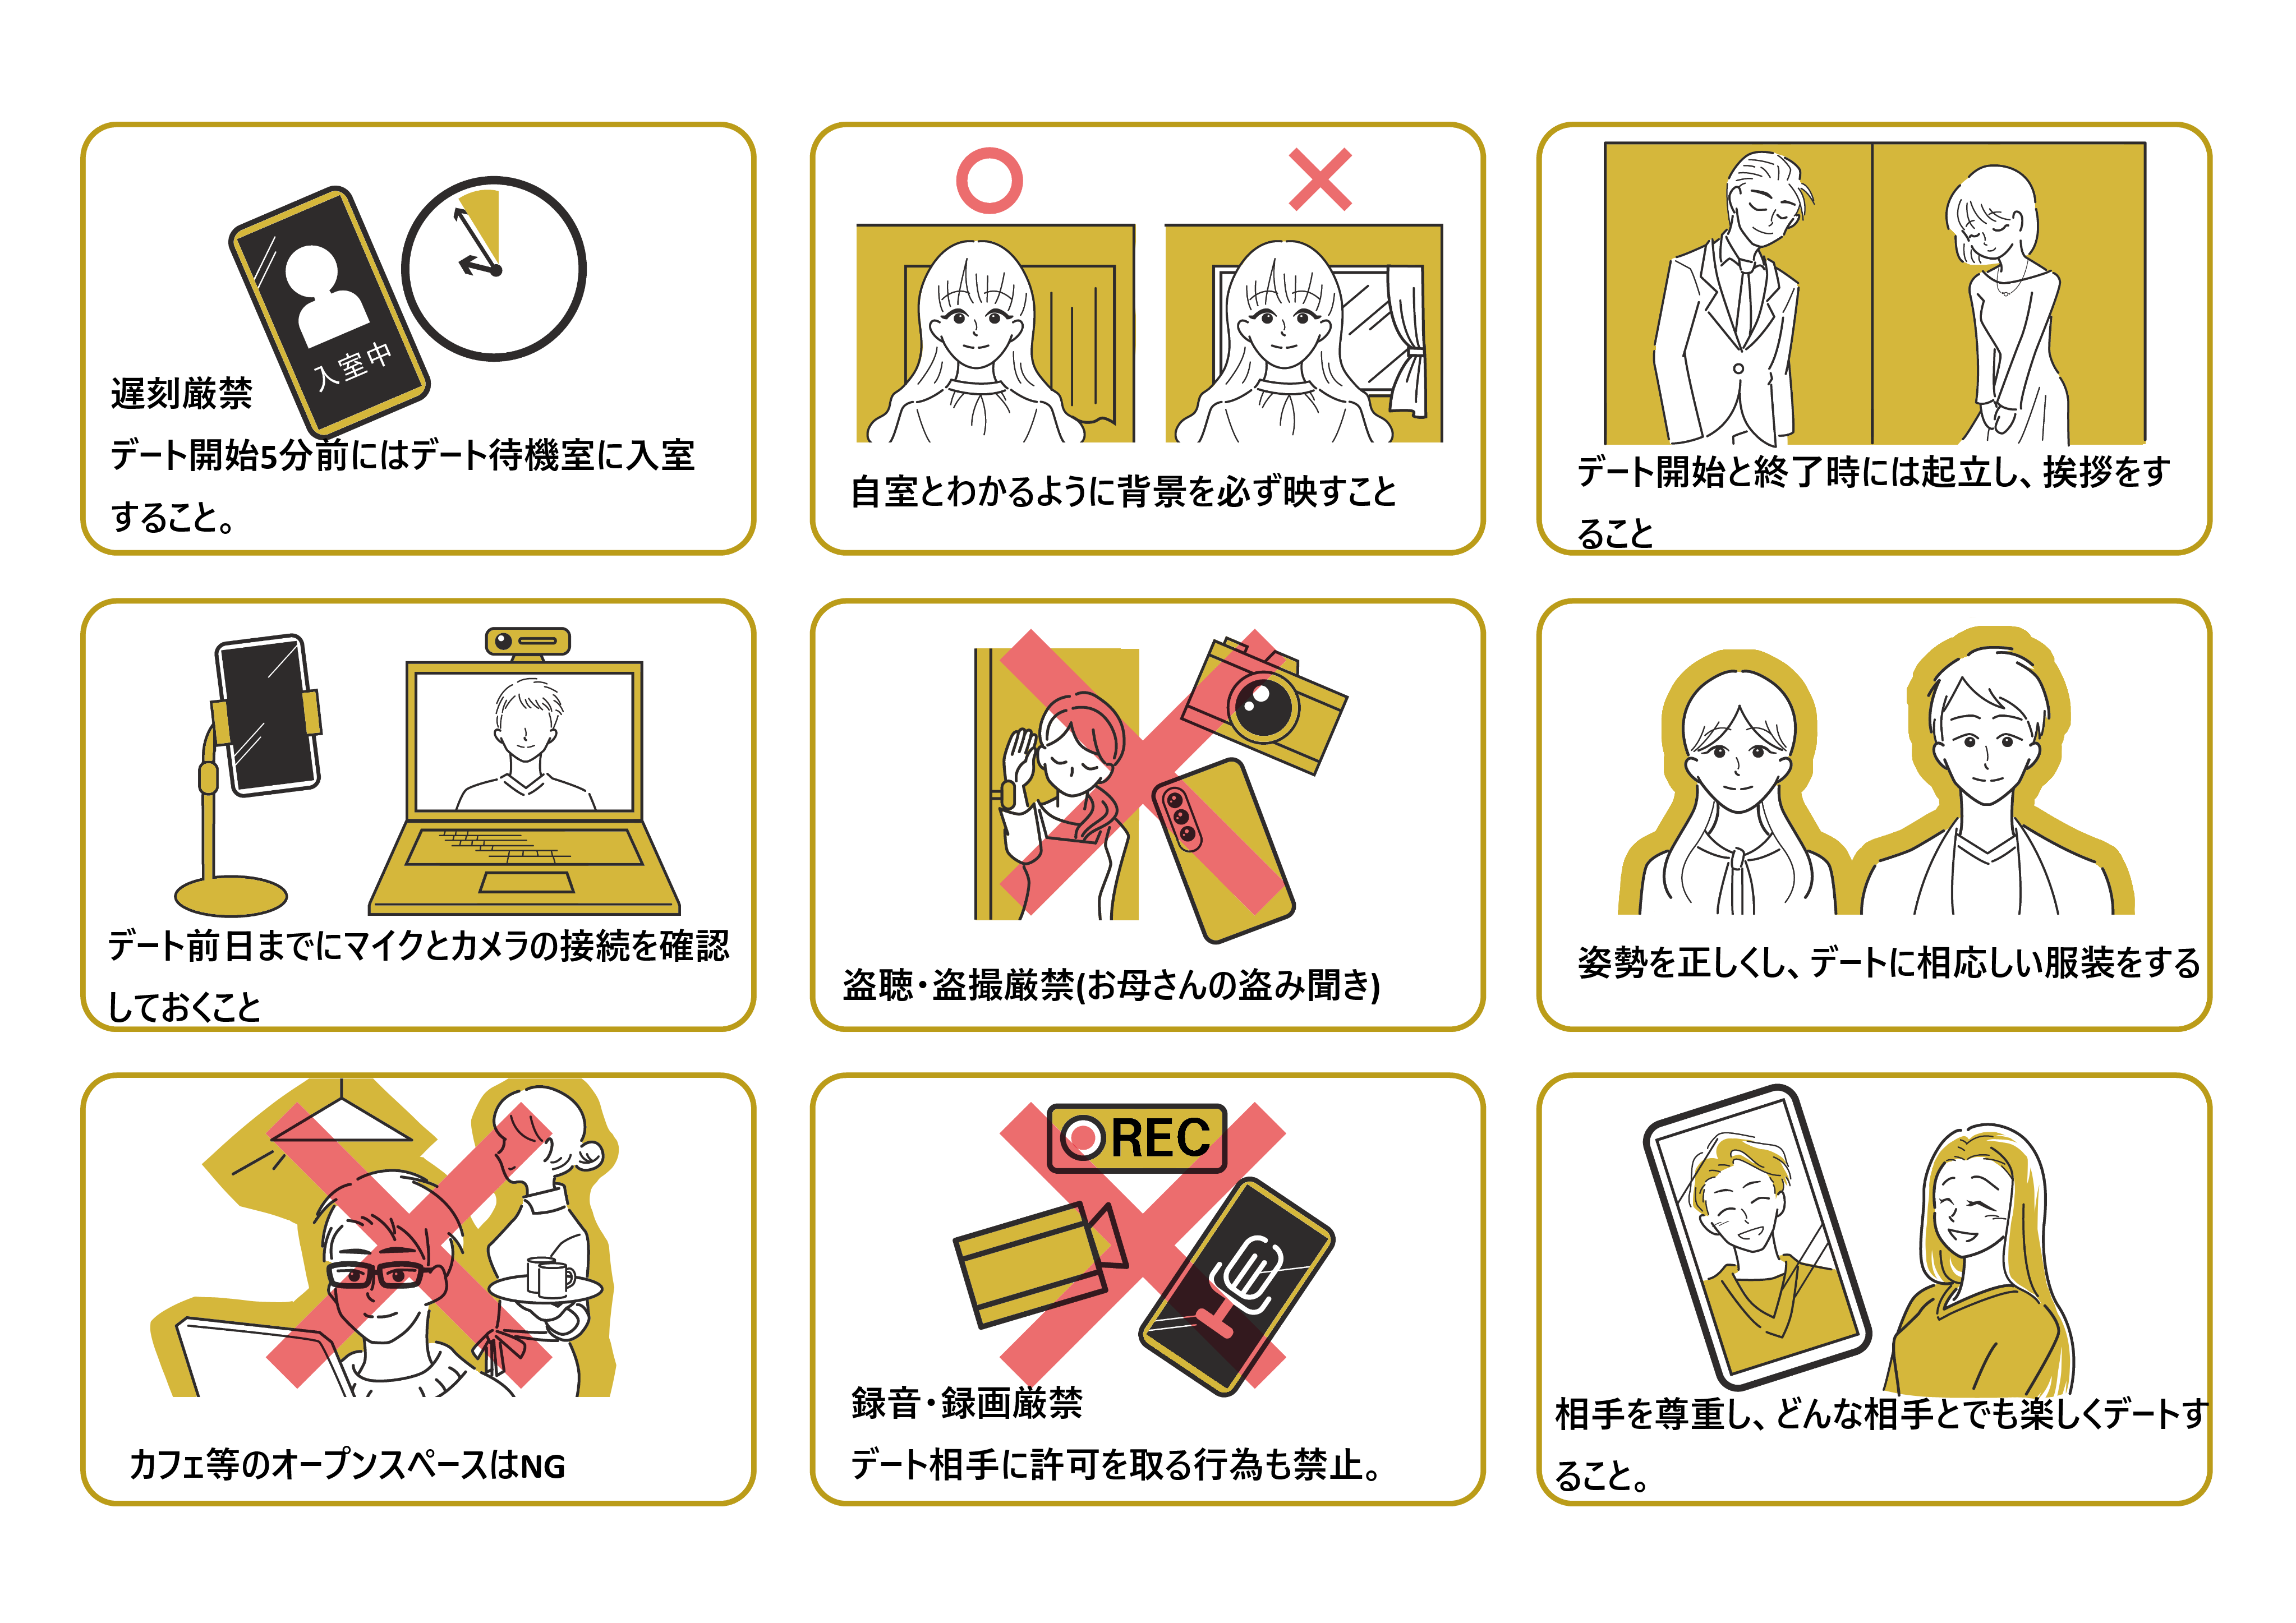 入室中
遅刻厳禁
デート開始5分前にはデート待機室に入室
すること。
自室とわかるように背景を必ず映すこと
デート開始と終了時には起立し、挨拶をす
ること
デート前日までにマイクとカメラの接続を確認
しておくこと
盗聴・盗撮厳禁(お母さんの盗み聞き)
姿勢を正しくし、デートに相応しい服装をする
カフェ等のオープンスペースはNG
REC
録音・録画厳禁
デート相手に許可を取る行為も禁止。
相手を尊重し、どんな相手とでも楽しくデートす
ること。